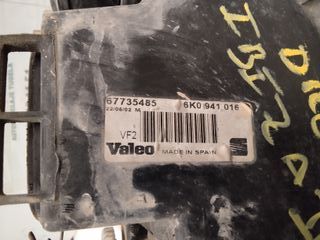 67735485 6K0 941 016
22/06/02 M
VF2
Valeo MADE IN SPAIN
IBIZA